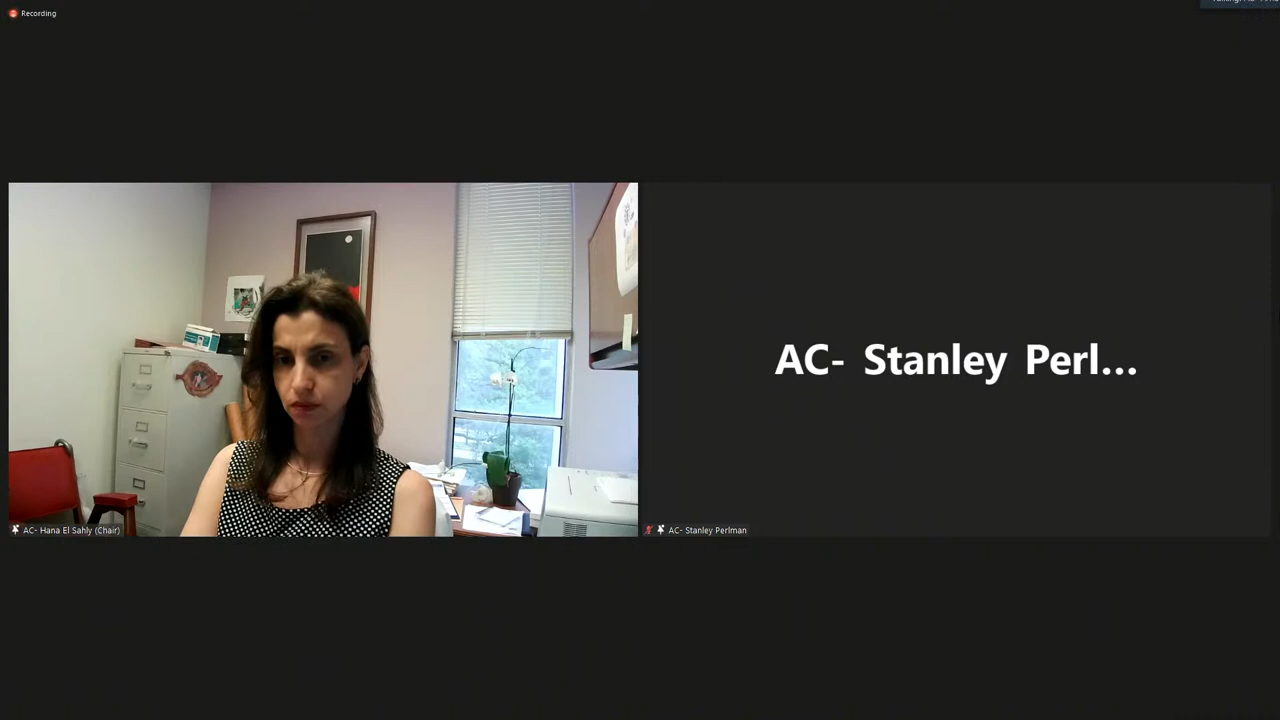 Recording
AC- Stanley Perl...
AC- Hana El Sahly (Chair)
AC- Stanley Perlman